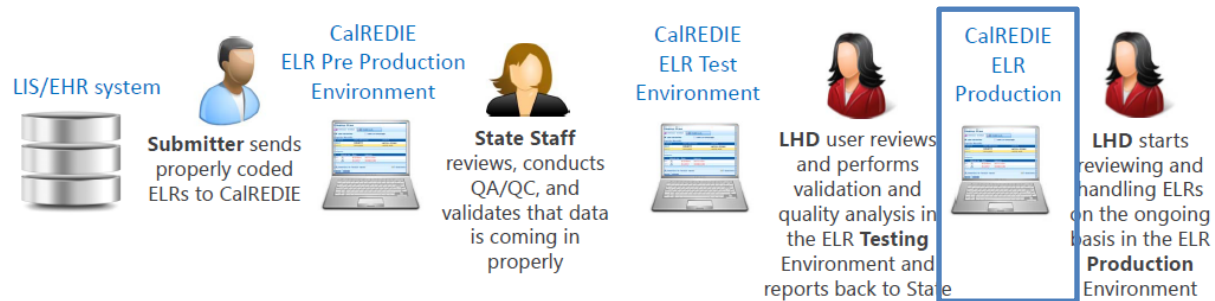 LIS/EHR system
Submitter sends
properly coded
ELRs to CalREDIE
CalREDIE
ELR Pre Production
Environment
State Staff
reviews, conducts
QA/QC, and
validates that data
is coming in
properly
CalREDIE
ELR Test
Environment
LHD user reviews
and performs
validation and
quality analysis in
the ELR Testing
Environment and
reports back to State
CalREDIE
ELR
Production
LHD starts
reviewing and
handling ELRs
on the ongoing
basis in the ELR
Production
Environment